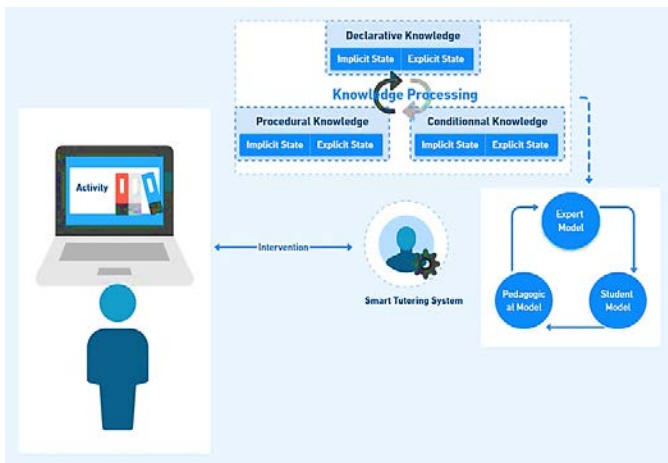 Declarative Knowledge
Implicit State Explicit State
Knowledge Processing
Procedural Knowledge Conditionnal Knowledge
Implicit State Explicit State Implicit State Explicit State
Activity
Intervention
Smart Tutering System
Expert
Model
Pedagogic
al Model
Student
Model